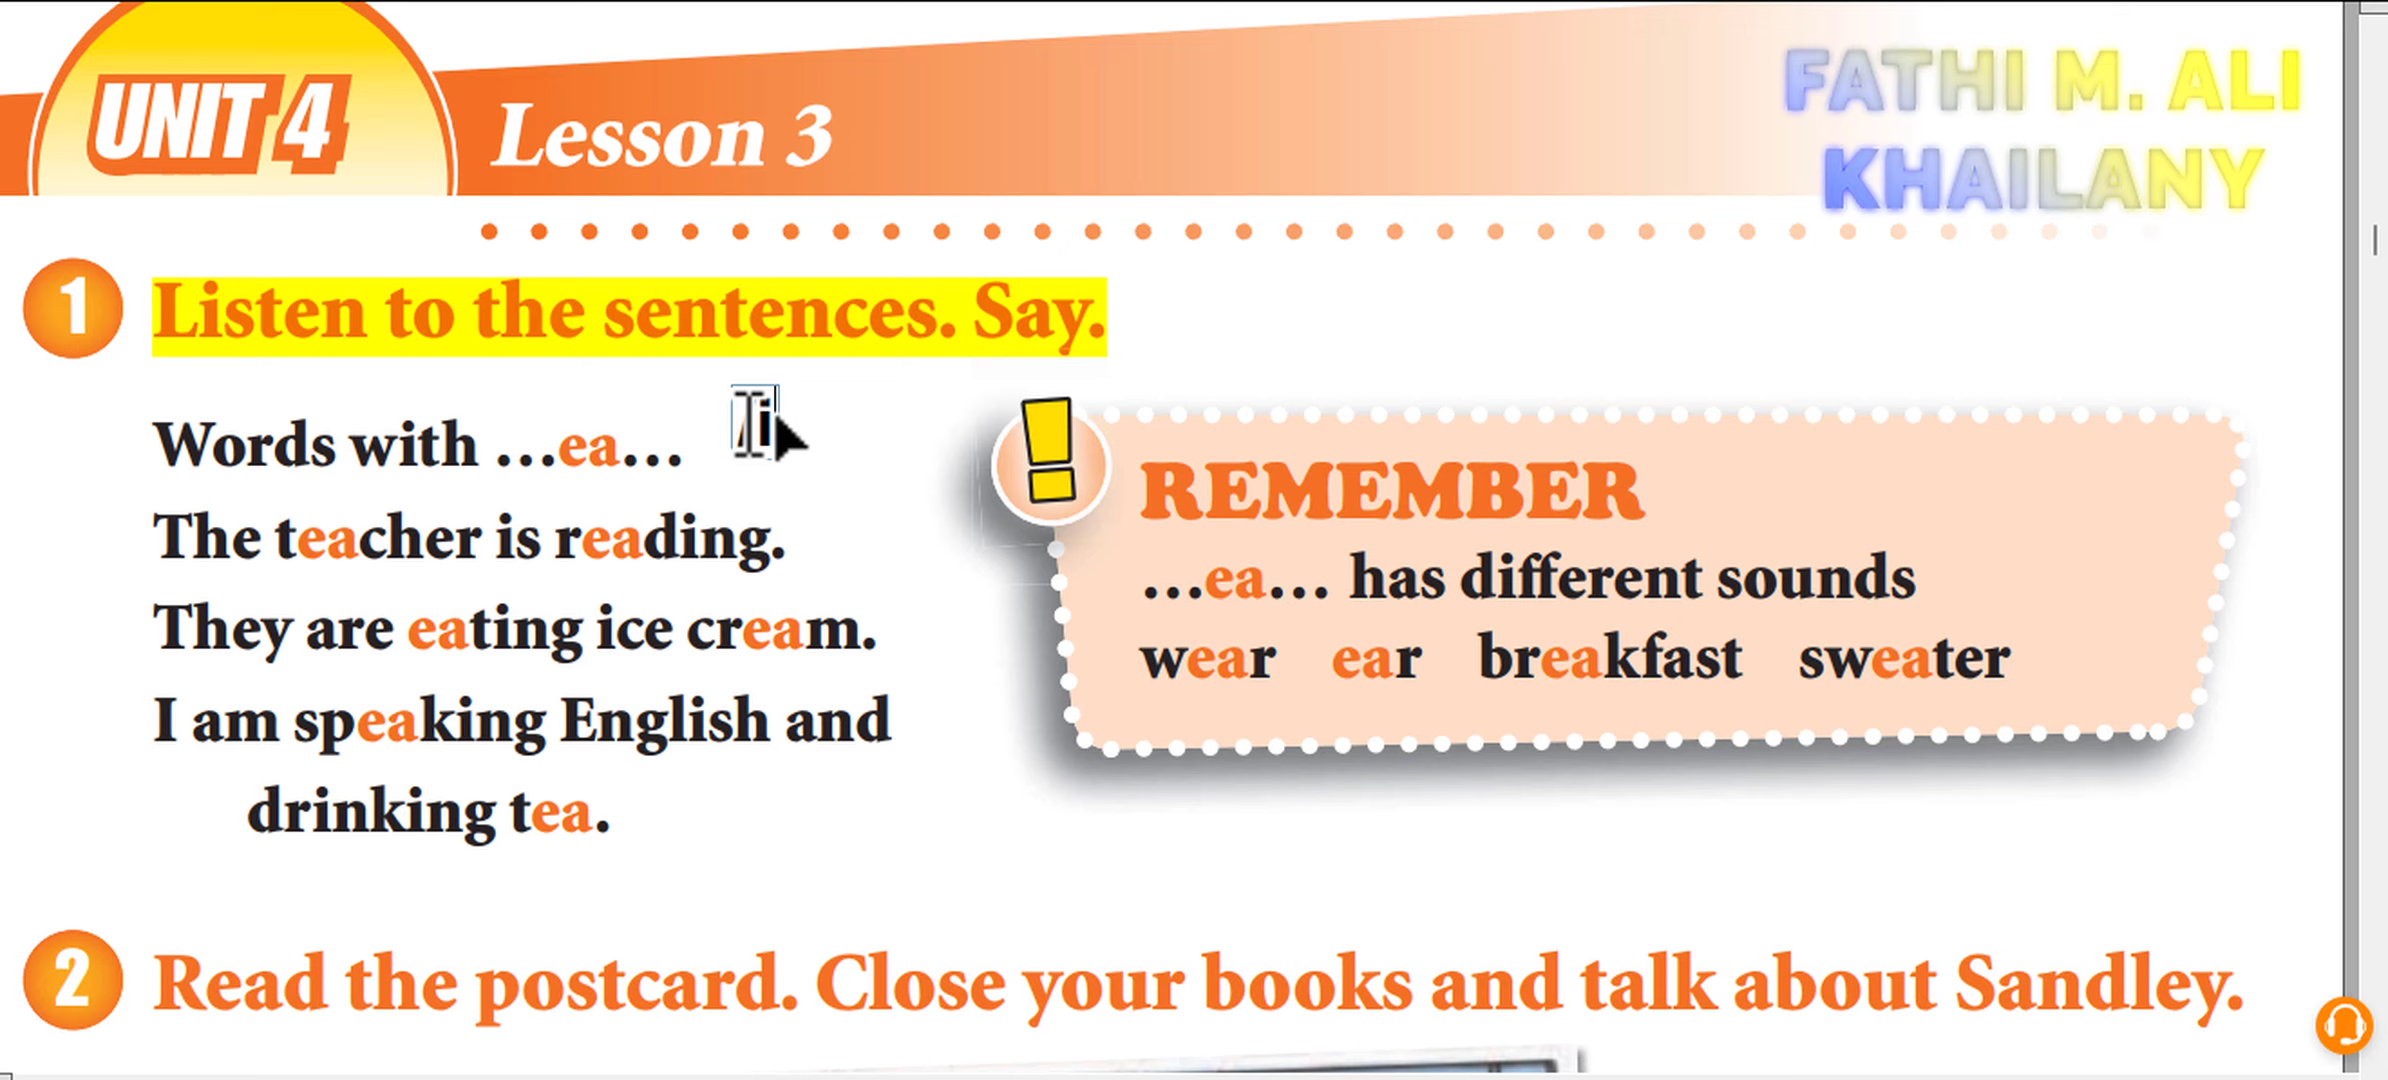 UNIT 4
Lesson 3
FATHI M. ALI
KHAILANY
1 Listen to the sentences. Say.
Words with ...ea...
The teacher is reading.
They are eating ice cream.
I am speaking English and
drinking tea.
! REMEMBER
...ea... has different sounds
wear ear breakfast sweater
2 Read the postcard. Close your books and talk about Sandley.